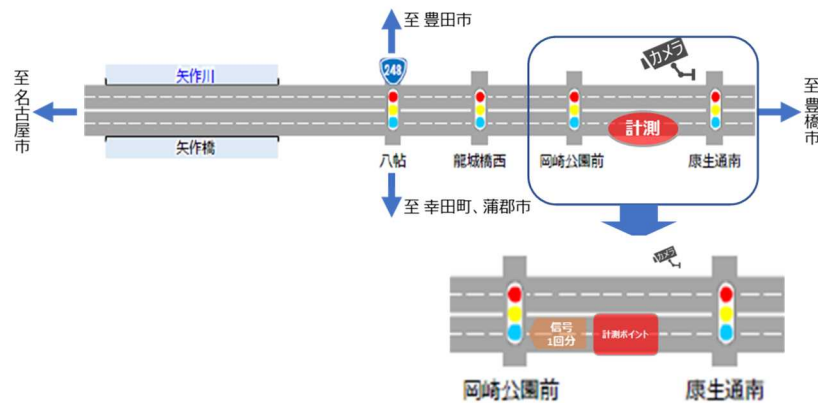 至 豊田市
248
カメラ
至 名古屋市
矢作川
至 豊橋市
計測
矢作橋
八帖
龍城橋西
岡崎公園前
康生通南
至 幸田町、蒲郡市
カメラ
信号
1回分
計測ポイント
岡崎公園前
康生通南